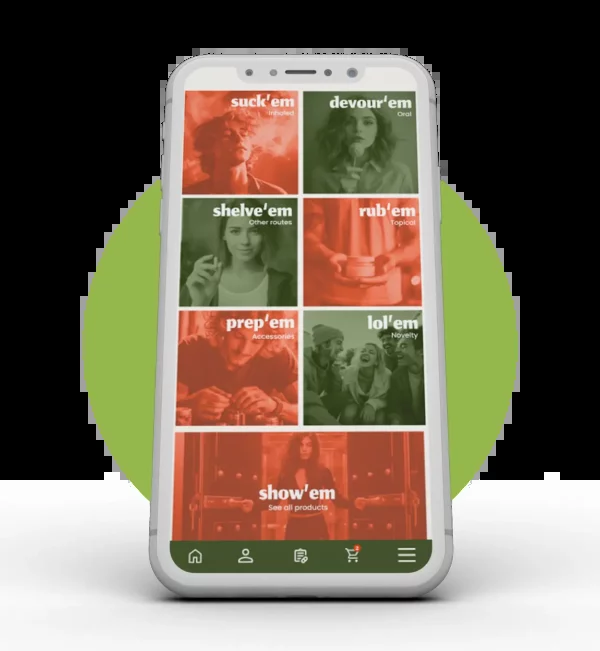 suck'em
Inhaled
devour'em
Oral
shelve'em
Other routes
rub'em
Topical
prep'em
Accessories
lol'em
Novelty
show'em
See all products